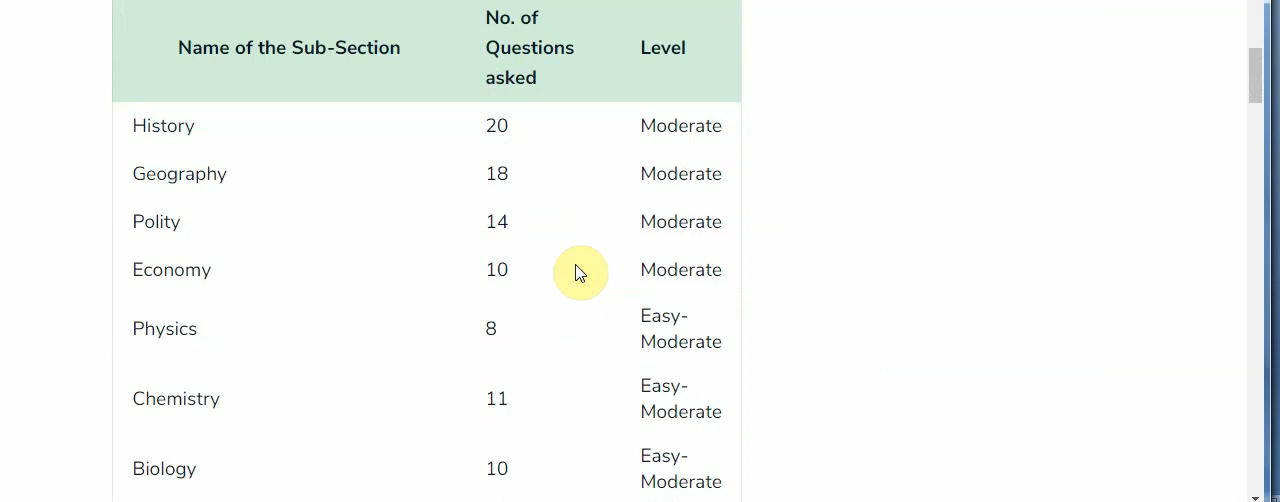 No. of
Name of the Sub-Section Questions Level
asked
History 20 Moderate
Geography 18 Moderate
Polity 14 Moderate
Economy 10 Moderate
Physics 8 Easy-
Moderate
Chemistry 11 Easy-
Moderate
Biology 10 Easy-
Moderate